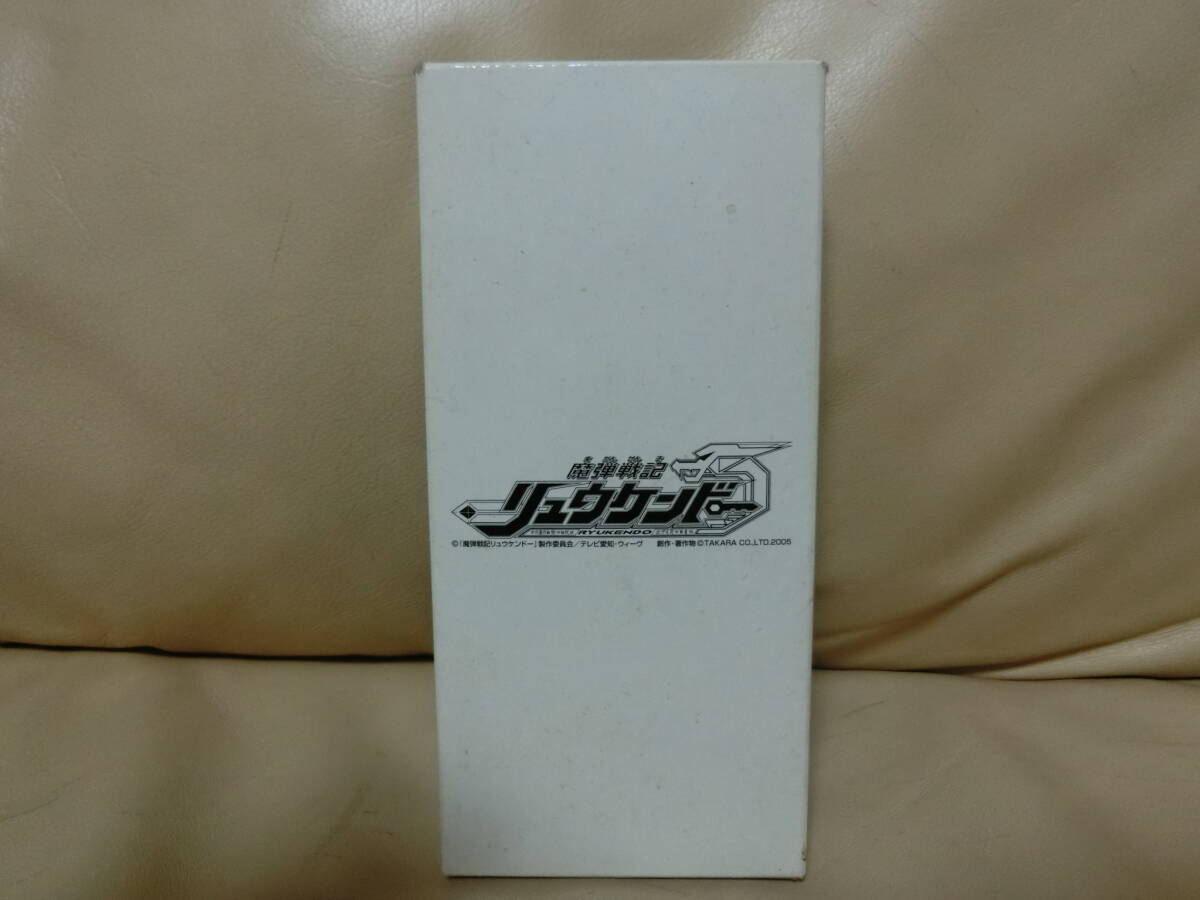 魔弾戦記
リュウケンドー
RYUKENDO
©「魔弾戦記リュウケンドー」製作委員会/テレビ愛知・ウィーヴ 創作・著作物©TAKARA CO.,LTD.2005